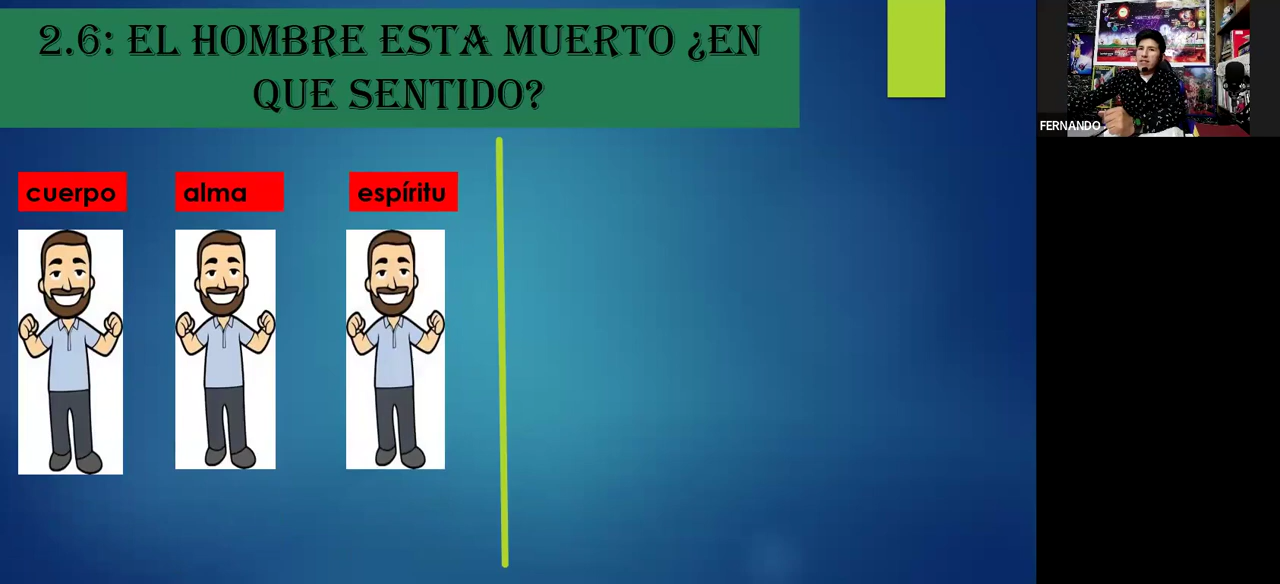 2.6: EL HOMBRE ESTA MUERTO ¿EN
QUE SENTIDO?
cuerpo
alma
espíritu
FERNANDO